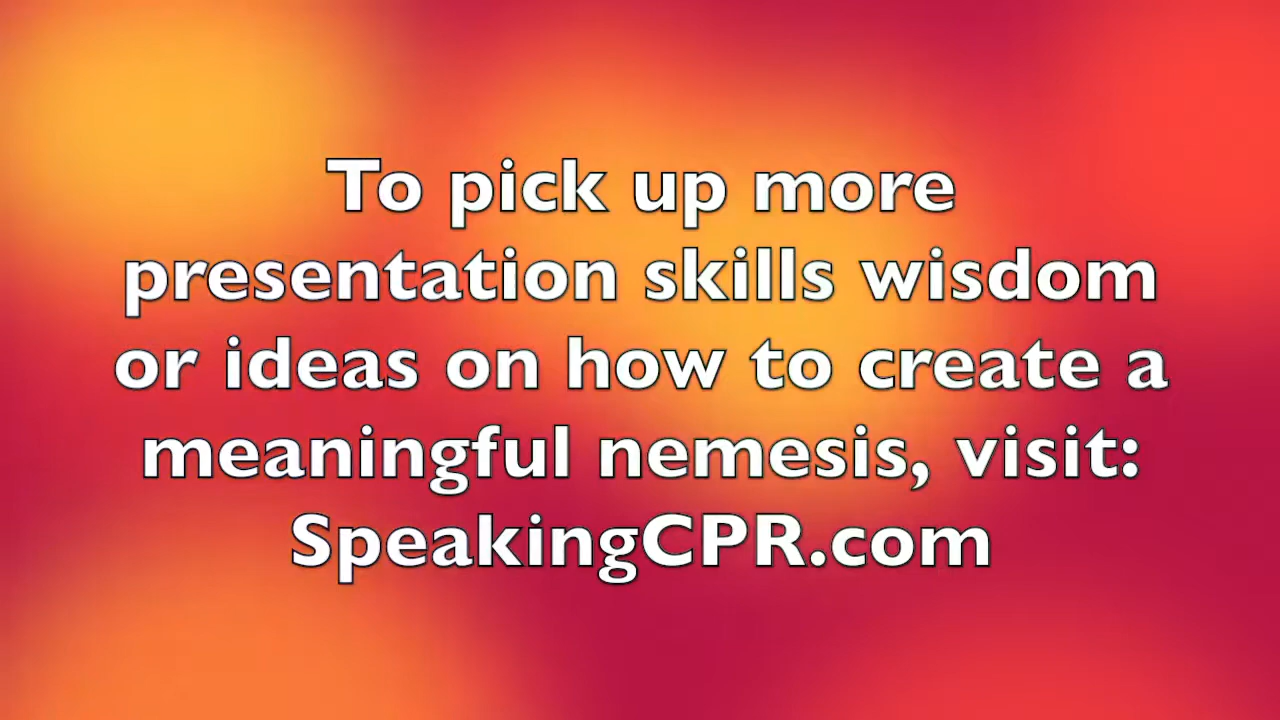 To pick up more
presentation skills wisdom
or ideas on how to create a
meaningful nemesis, visit:
SpeakingCPR.com